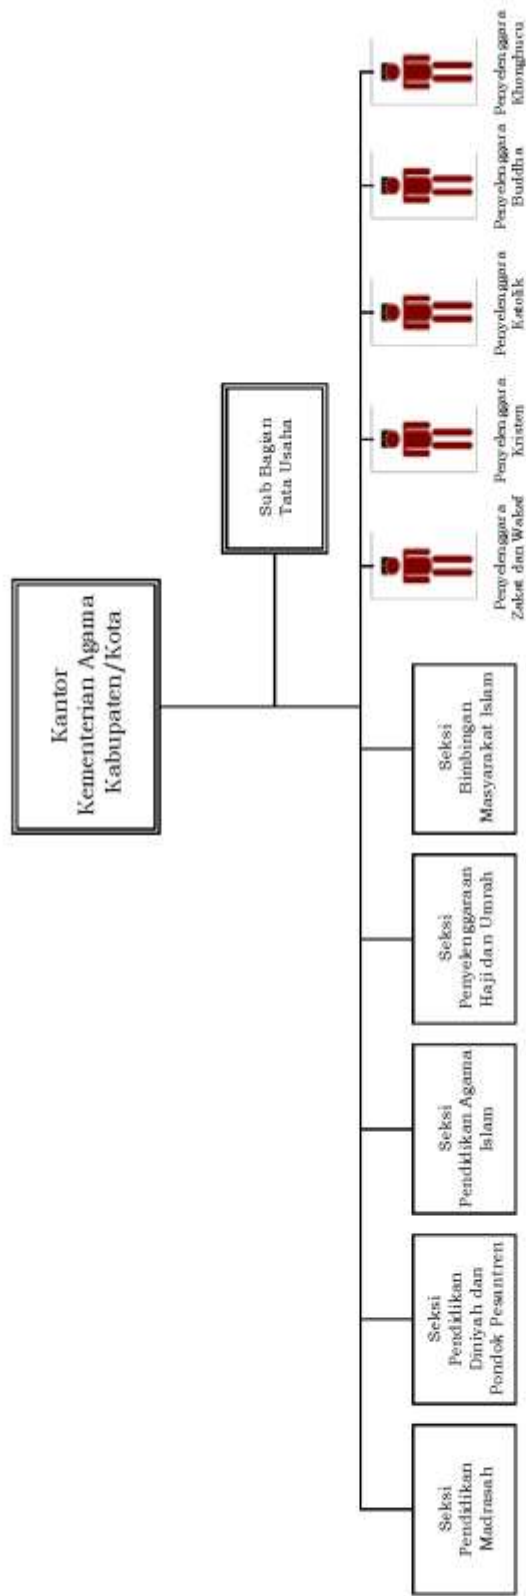 Kantor
Kementerian Agama
Kabupaten/Kota
Sub Bagian
Tata Usaha
Seksi
Pendidikan
Madrasah
Seksi
Pendidikan
Diniyah dan
Pondok Pesantren
Seksi
Pendidikan Agama
Islam
Seksi
Penyelenggaraan
Haji dan Umrah
Seksi
Bimbingan
Masyarakat Islam
Penyelenggara
Zakat dan Wakaf
Penyelenggara
Kristen
Penyelenggara
Katolik
Penyelenggara
Buddha
Penyelenggara
Khonghucu